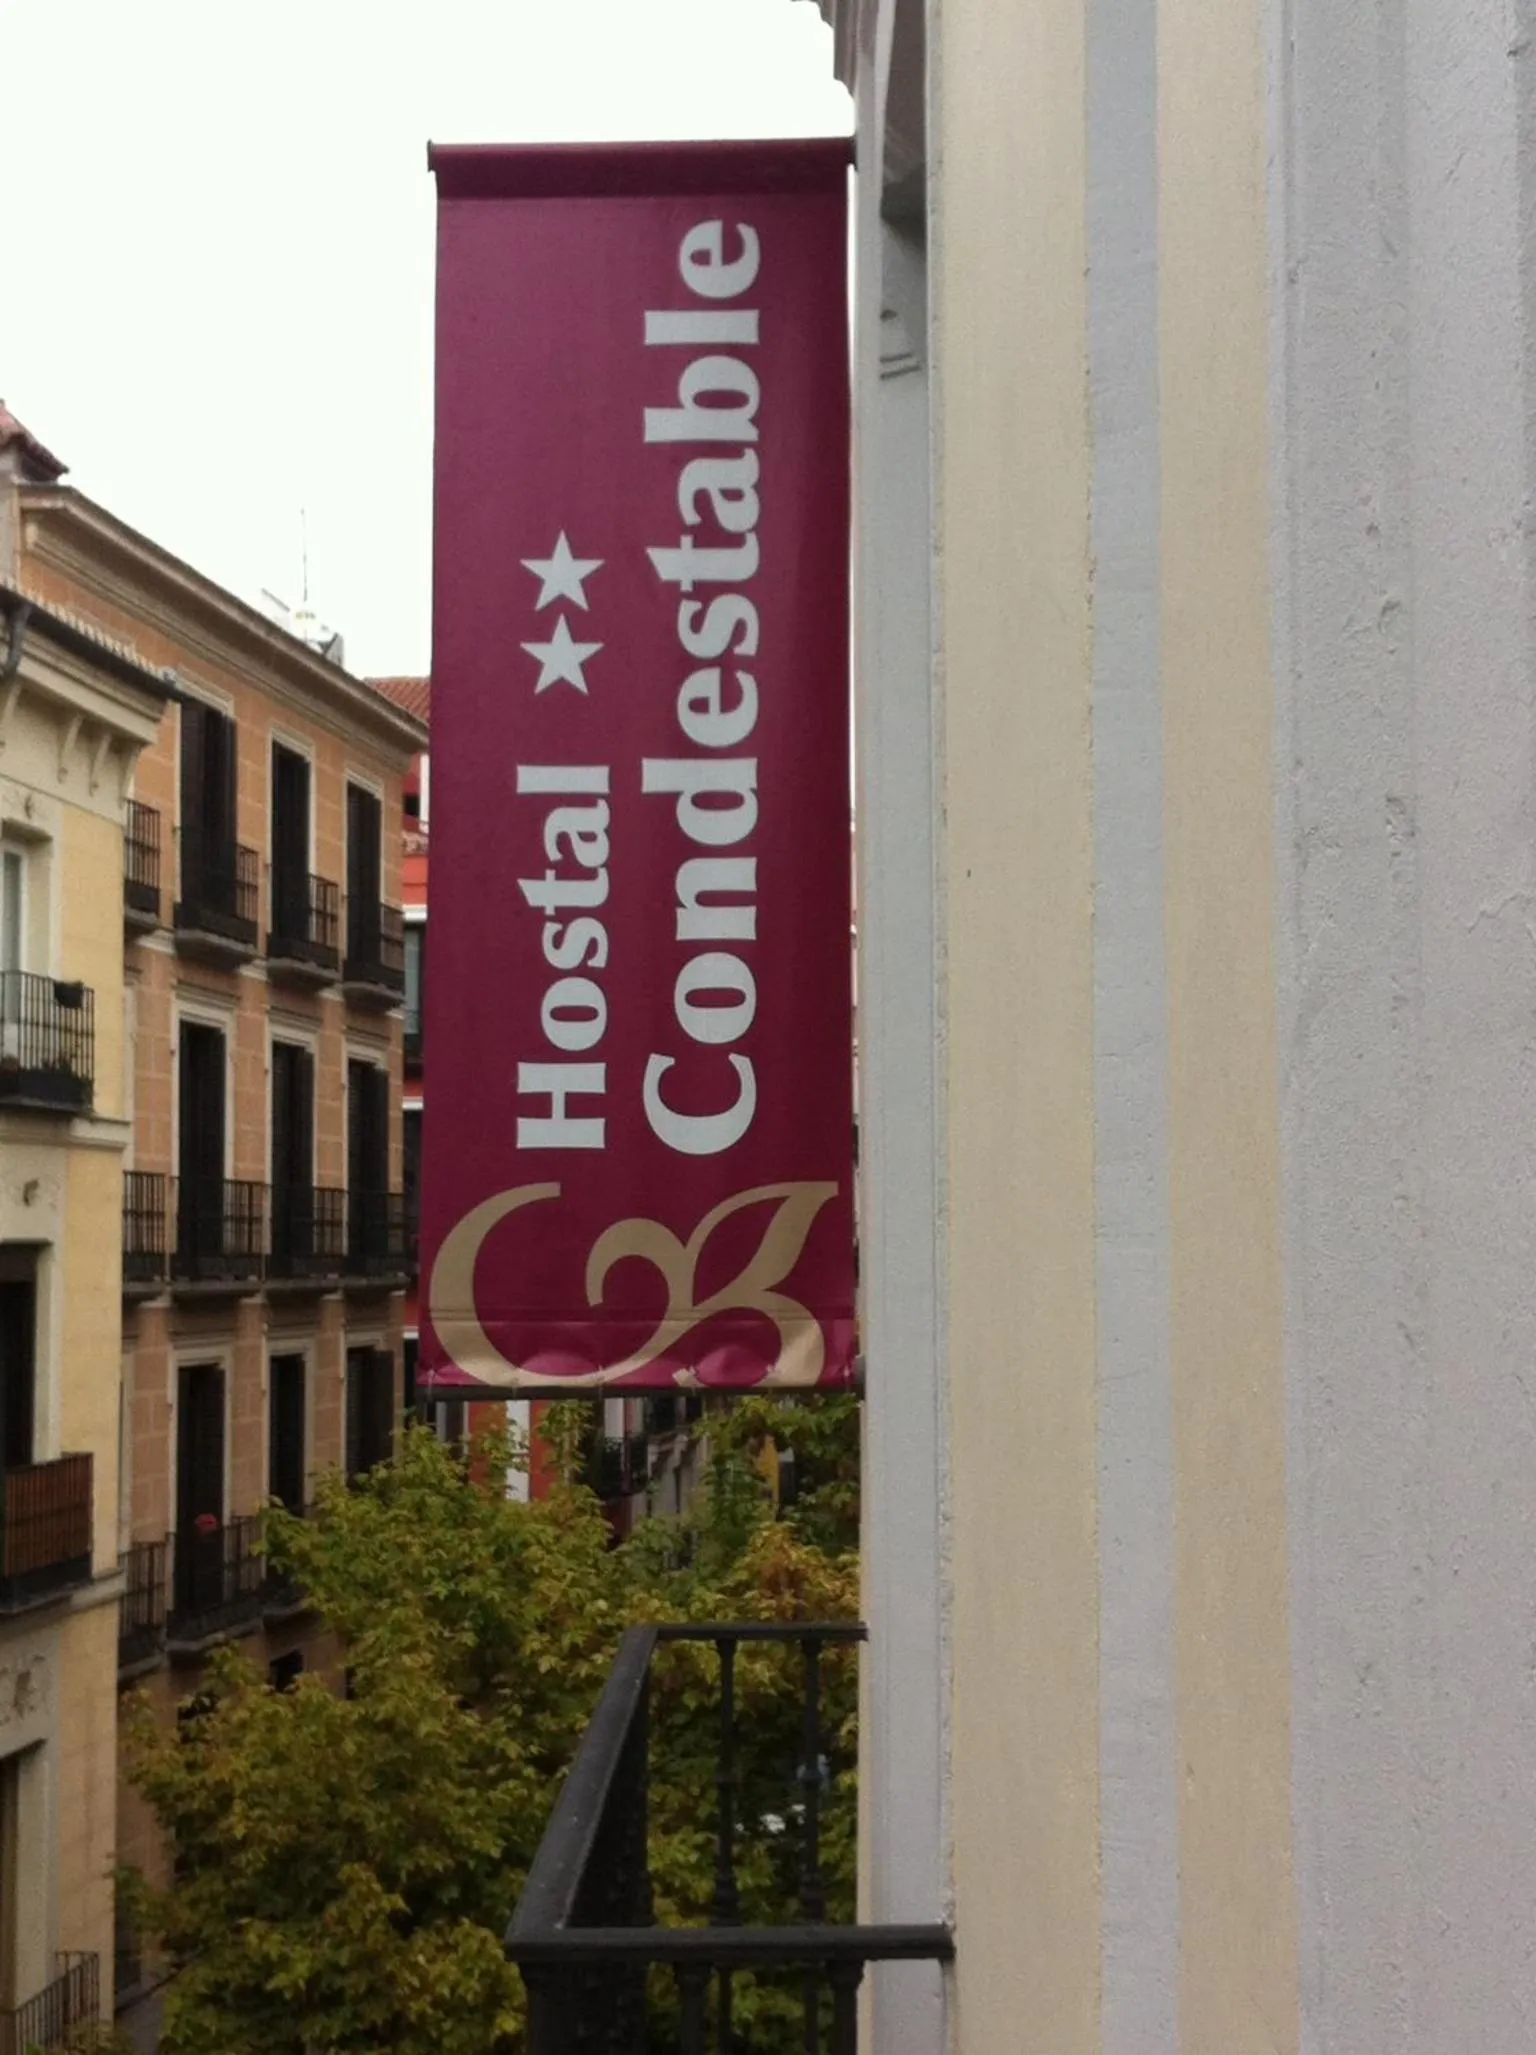 Hostal ★★
Condestable